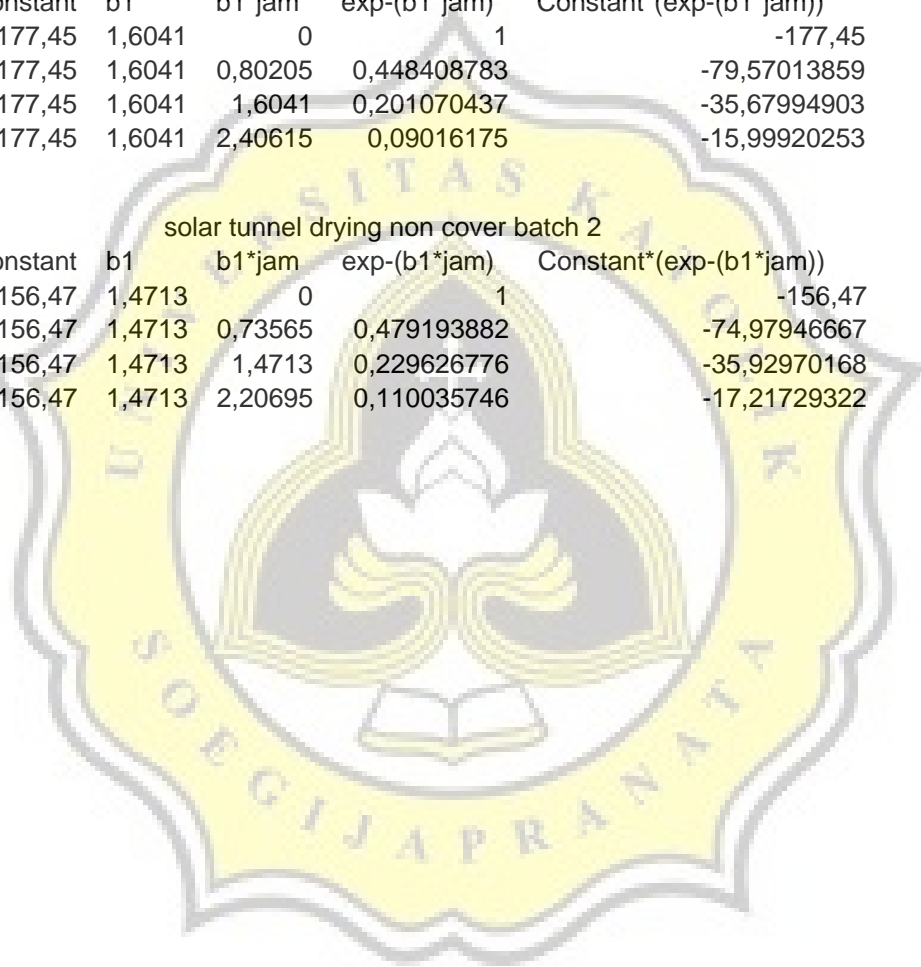 onstant b1 b1*jam exp-(b1*jam) Constant*(exp-(b1*jam))
177,45 1,6041 0 1 -177,45
177,45 1,6041 0,80205 0,448408783 -79,57013859
177,45 1,6041 1,6041 0,201070437 -35,67994903
177,45 1,6041 2,40615 0,09016175 -15,99920253
solar tunnel drying non cover batch 2
onstant b1 b1*jam exp-(b1*jam) Constant*(exp-(b1*jam))
156,47 1,4713 0 1 -156,47
156,47 1,4713 0,73565 0,479193882 -74,97946667
156,47 1,4713 1,4713 0,229626776 -35,92970168
156,47 1,4713 2,20695 0,110035746 -17,21729322
UNIVERSITAS KATOLIK
SOEGIJAPRANATA